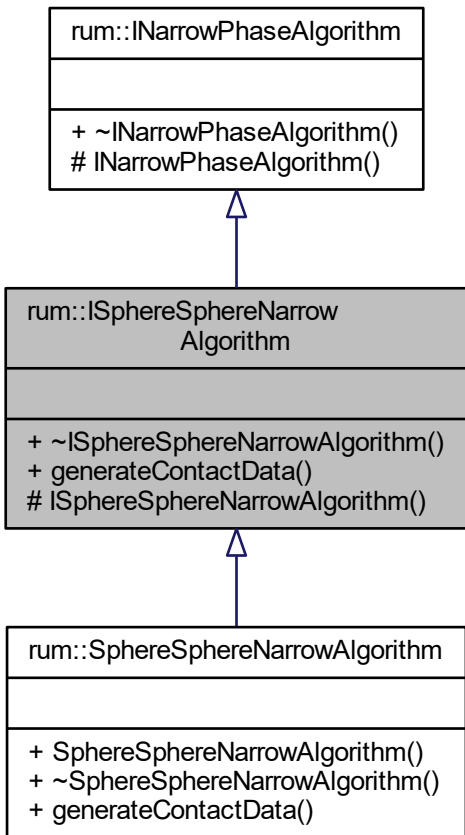 rum::INarrowPhaseAlgorithm
+ ~INarrowPhaseAlgorithm()
# INarrowPhaseAlgorithm()
rum::ISphereSphereNarrow
Algorithm
+ ~ISphereSphereNarrowAlgorithm()
+ generateContactData()
# ISphereSphereNarrowAlgorithm()
rum::SphereSphereNarrowAlgorithm
+ SphereSphereNarrowAlgorithm()
+ ~SphereSphereNarrowAlgorithm()
+ generateContactData()